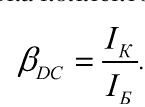 β_DC = I_К / I_Б.